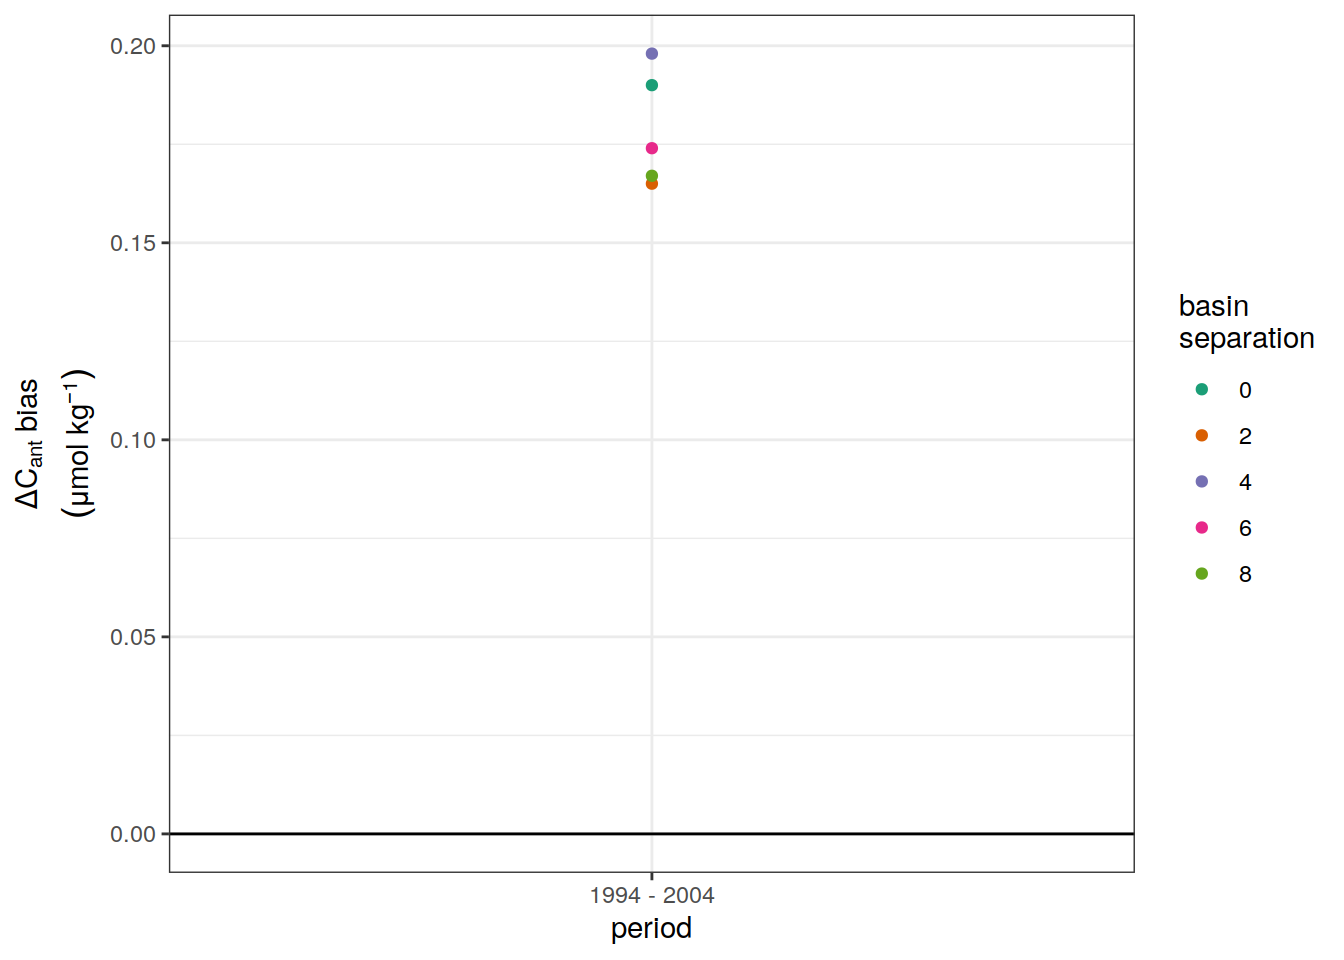 0.20
0.15
0.10
0.05
0.00
ΔCant bias
(μmol kg⁻¹)
1994 - 2004
period
basin
separation
0
2
4
6
8